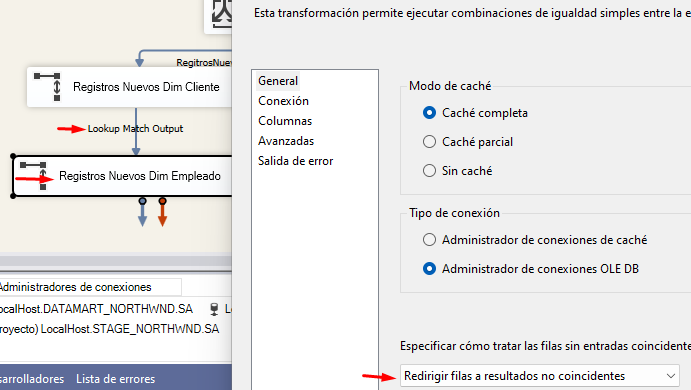 RegitrosNuev
Registros Nuevos Dim Cliente
Lookup Match Output
Registros Nuevos Dim Empleado
Administradores de conexiones
ocalHost.DATAMART_NORTHWND.SA
Lo
royecto) LocalHost.STAGE_NORTHWND.SA
sarrolladores
Lista de errores
Esta transformación permite ejecutar combinaciones de igualdad simples entre la e
General
Conexión
Columnas
Avanzadas
Salida de error
Modo de caché
Caché completa
Caché parcial
Sin caché
Tipo de conexión
Administrador de conexiones de caché
Administrador de conexiones OLE DB
Especificar cómo tratar las filas sin entradas coincidente
Redirigir filas a resultados no coincidentes